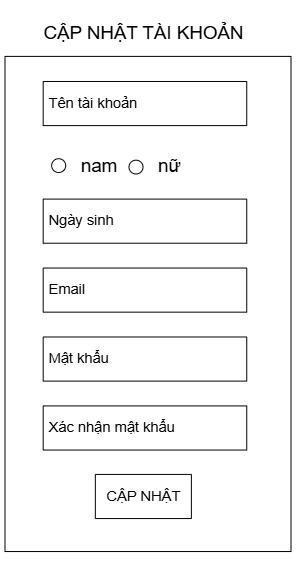 CẬP NHẬT TÀI KHOẢN
Tên tài khoản
nam nữ
Ngày sinh
Email
Mật khẩu
Xác nhận mật khẩu
CẬP NHẬT